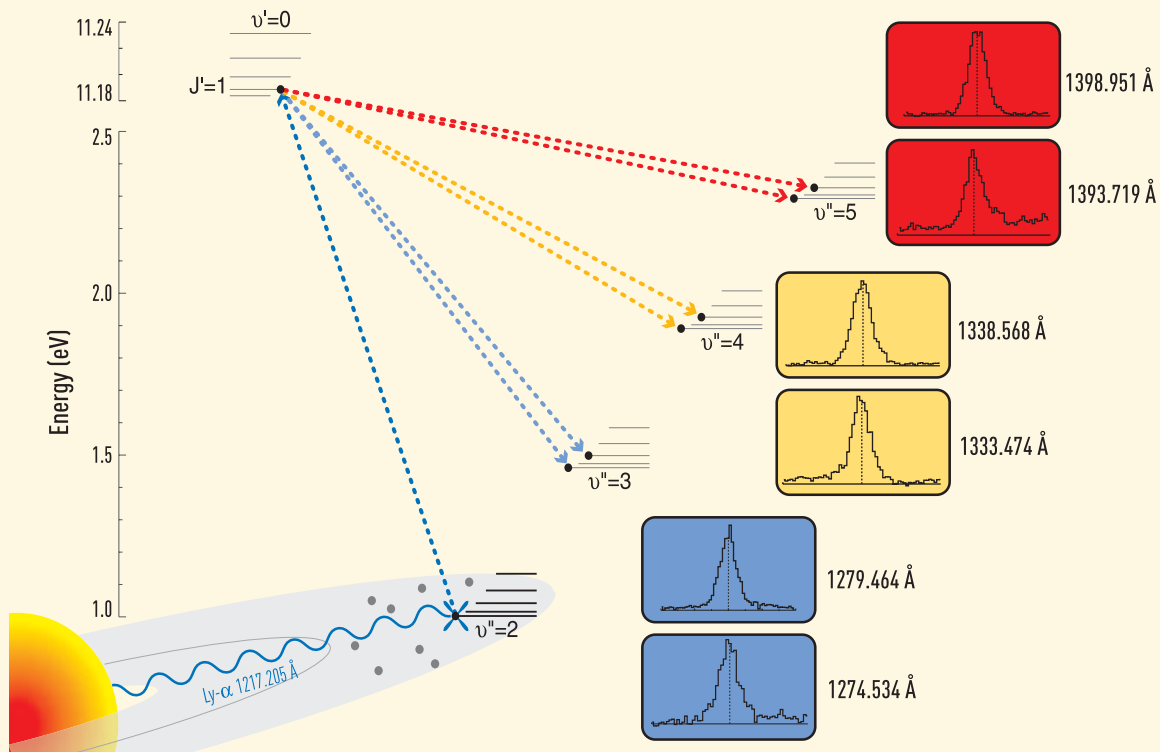 υ'=0
11.24
J'=1
11.18
2.5
2.0
1.5
1.0
Energy (eV)
υ"=5
υ"=4
υ"=3
υ"=2
Ly-α 1217.205 Å
1398.951 Å
1393.719 Å
1338.568 Å
1333.474 Å
1279.464 Å
1274.534 Å